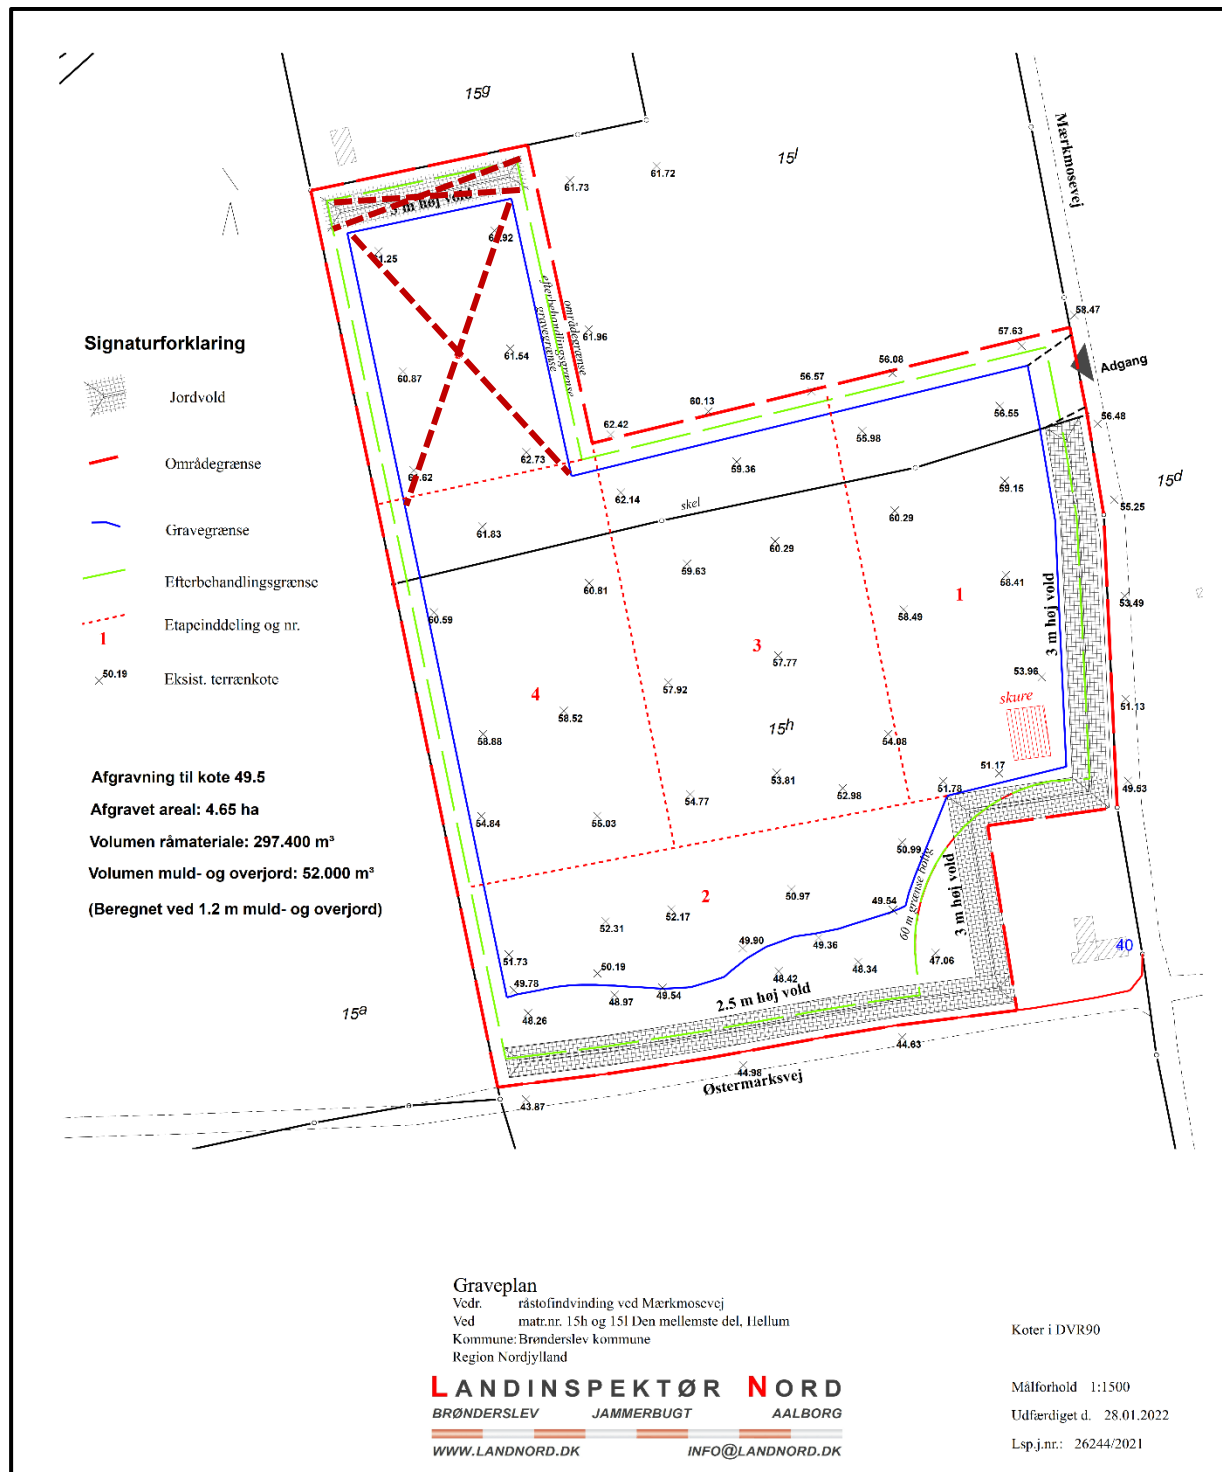 15g
15l
Mærkmosevej
61.73
61.72
3 m høj vold
61.25
61.96
områdegrænse
efterbehandlingsgrænse
gravegrænse
58.47
57.63
Adgang
61.54
60.87
56.08
56.57
60.13
62.42
56.55
56.48
55.98
62.73
59.36
62.14
59.15
15d
55.25
skel
60.29
61.83
60.29
59.63
60.81
58.41
53.49
60.59
1
58.49
3 m høj vold
3
57.77
53.96
57.92
4
58.52
skure
51.13
15h
58.88
54.08
51.17
53.81
51.78
49.53
52.98
54.77
54.84
55.03
50.99
60 m grænse bolig
3 m høj vold
2
50.97
49.54
52.17
52.31
49.90
49.36
40
51.73
50.19
48.42
48.34
47.06
49.78
48.97
49.54
2.5 m høj vold
15a
48.26
44.63
44.98
Østermarksvej
43.87
Signaturforklaring
Jordvold
Områdegrænse
Gravegrænse
Efterbehandlingsgrænse
Etapeinddeling og nr.
1
50.19
Eksist. terrænkote
Afgravning til kote 49.5
Afgravet areal: 4.65 ha
Volumen råmateriale: 297.400 m³
Volumen muld- og overjord: 52.000 m³
(Beregnet ved 1.2 m muld- og overjord)
Graveplan
Vedr. råstofindvinding ved Mærkmosevej
Ved matr.nr. 15h og 15l Den mellemste del, Hellum
Kommune: Brønderslev kommune
Region Nordjylland
LANDINSPEKTØR NORD
BRØNDERSLEV JAMMERBUGT AALBORG
WWW.LANDNORD.DK INFO@LANDNORD.DK
Koter i DVR90
Målforhold 1:1500
Udfærdiget d. 28.01.2022
Lsp.j.nr.: 26244/2021